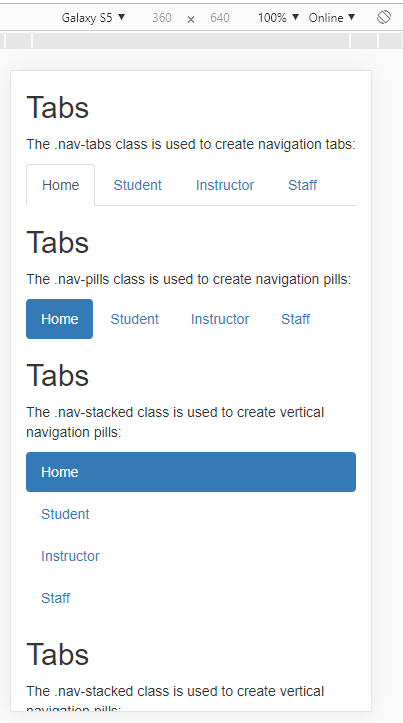 Galaxy S5 ▼ 360 × 640 100% ▼ Online ▼
Tabs
The .nav-tabs class is used to create navigation tabs:
Home Student Instructor Staff
Tabs
The .nav-pills class is used to create navigation pills:
Home Student Instructor Staff
Tabs
The .nav-stacked class is used to create vertical
navigation pills:
Home
Student
Instructor
Staff
Tabs
The .nav-stacked class is used to create vertical
navigation pills: